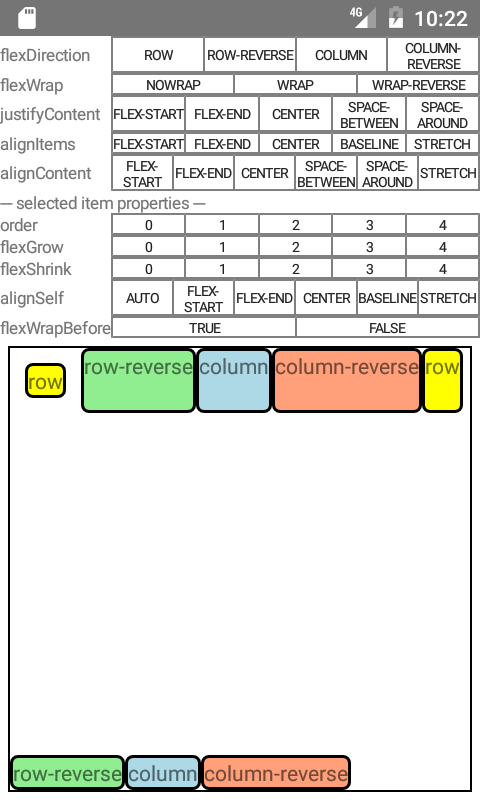 4G 10:22
flexDirection ROW ROW-REVERSE COLUMN COLUMN-
REVERSE
flexWrap NOWRAP WRAP WRAP-REVERSE
justifyContent FLEX-START FLEX-END CENTER SPACE-
BETWEEN SPACE-
AROUND
alignItems FLEX-START FLEX-END CENTER BASELINE STRETCH
alignContent FLEX-
START FLEX-END CENTER SPACE-
BETWEEN SPACE-
AROUND STRETCH
— selected item properties —
order 0 1 2 3 4
flexGrow 0 1 2 3 4
flexShrink 0 1 2 3 4
alignSelf AUTO FLEX-
START FLEX-END CENTER BASELINE STRETCH
flexWrapBefore TRUE FALSE
row row-reverse column column-reverse row
row-reverse column column-reverse